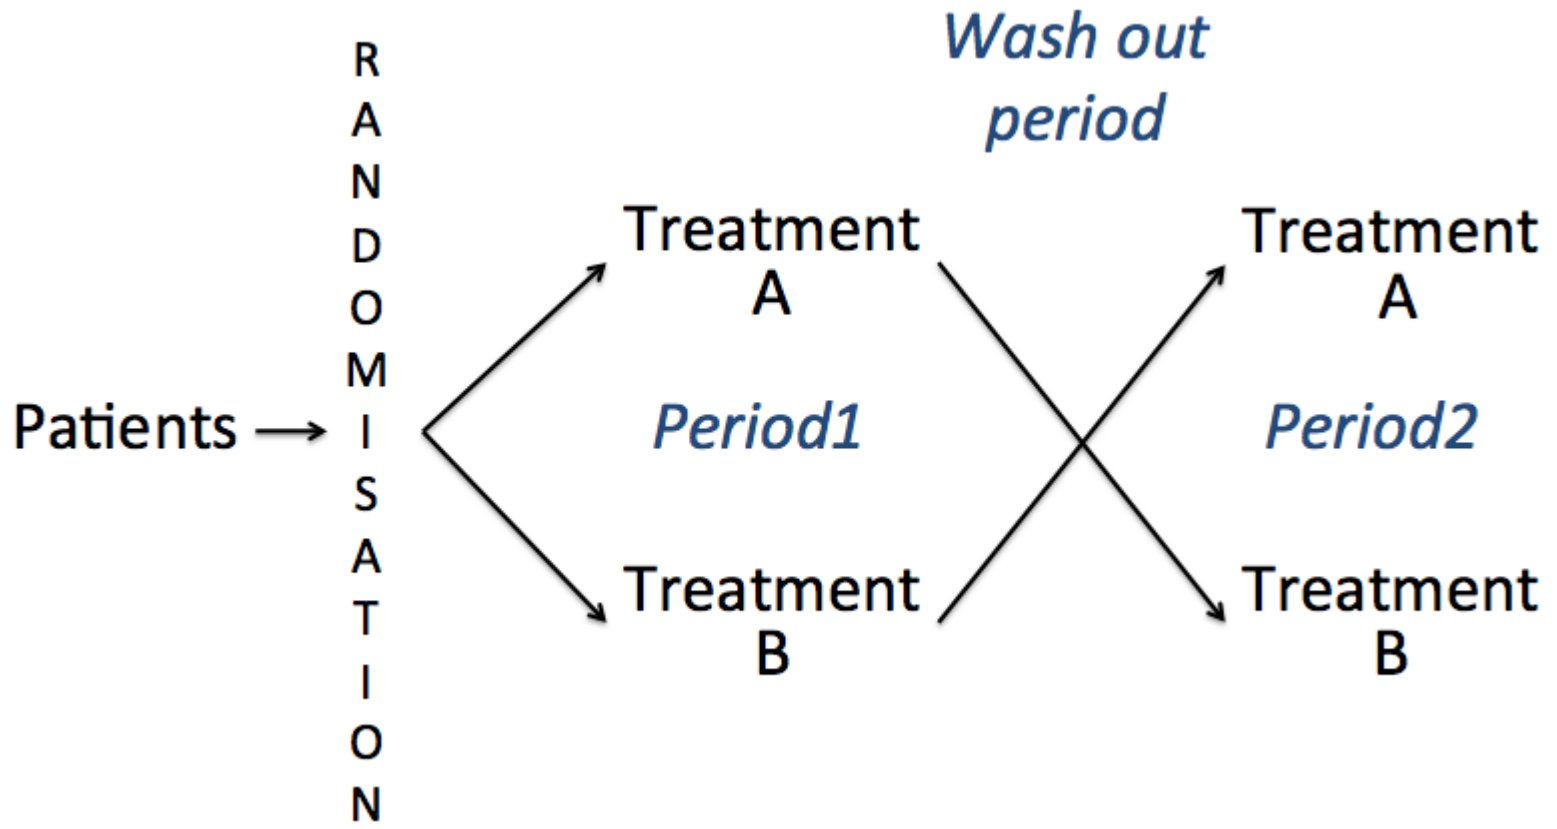 Patients
R
A
N
D
O
M
I
S
A
T
I
O
N
Treatment
A
Period1
Treatment
B
Wash out
period
Treatment
A
Period2
Treatment
B